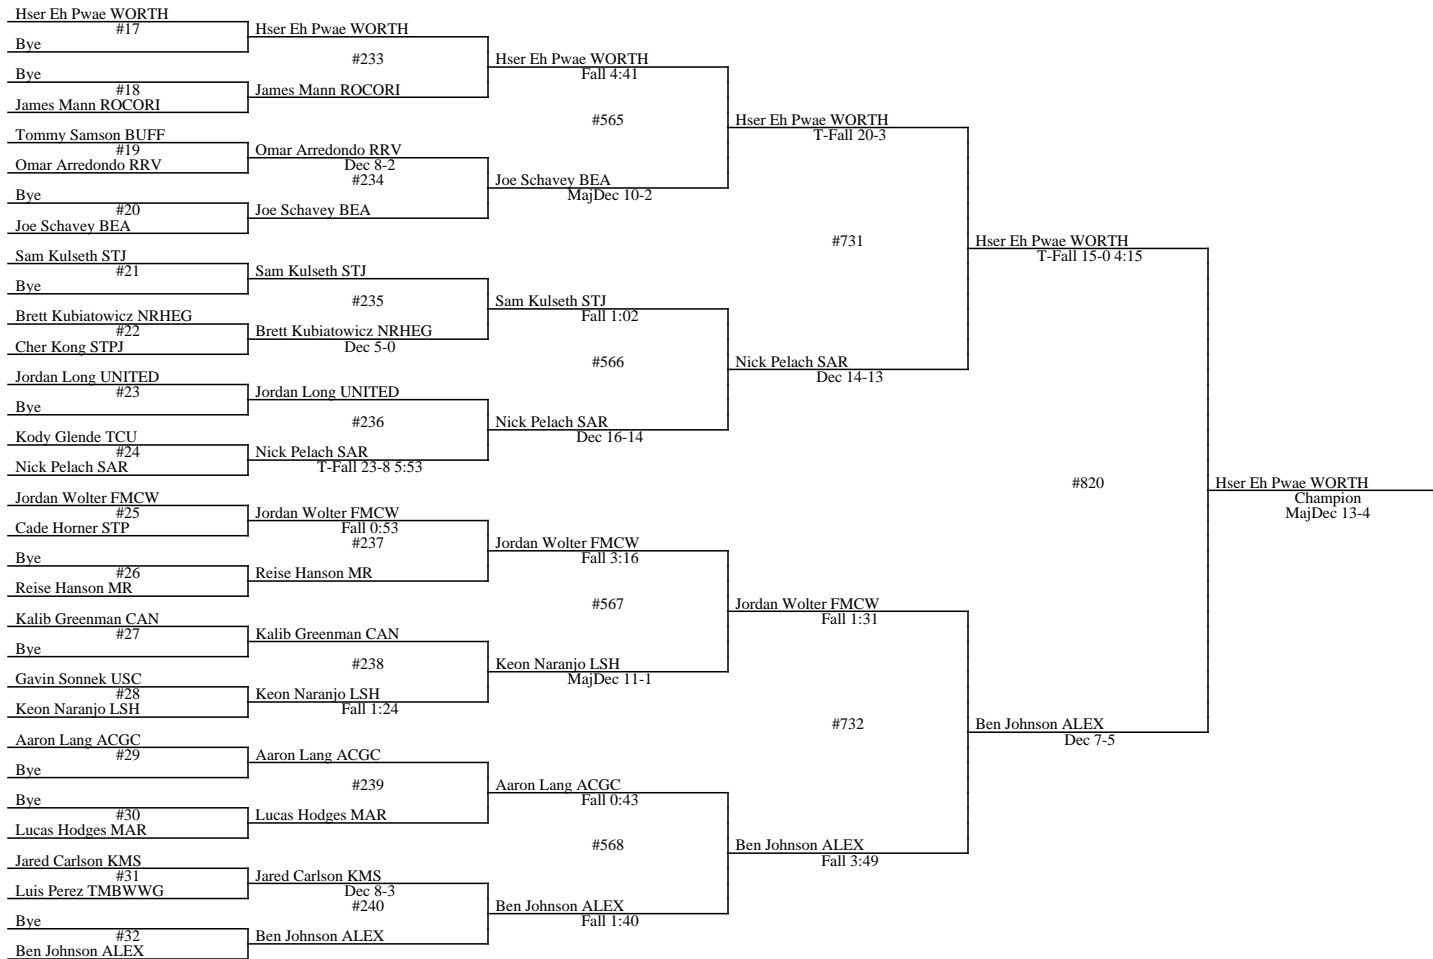 Hser Eh Pwae WORTH
#17
Bye
Bye
#18
James Mann ROCORI
Tommy Samson BUFF
#19
Omar Arredondo RRV
Bye
#20
Joe Schavey BEA
Sam Kulseth STJ
#21
Bye
Brett Kubiatowicz NRHEG
#22
Cher Kong STPJ
Jordan Long UNITED
#23
Bye
Kody Glende TCU
#24
Nick Pelach SAR
Jordan Wolter FMCW
#25
Cade Horner STP
Bye
#26
Reise Hanson MR
Kalib Greenman CAN
#27
Bye
Gavin Sonnek USC
#28
Keon Naranjo LSH
Aaron Lang ACGC
#29
Bye
Bye
#30
Lucas Hodges MAR
Jared Carlson KMS
#31
Luis Perez TMBWWG
Bye
#32
Ben Johnson ALEX
Hser Eh Pwae WORTH
#233
James Mann ROCORI
Omar Arredondo RRV
Dec 8-2
#234
Joe Schavey BEA
Sam Kulseth STJ
#235
Brett Kubiatowicz NRHEG
Dec 5-0
Jordan Long UNITED
#236
Nick Pelach SAR
T-Fall 23-8 5:53
Jordan Wolter FMCW
Fall 0:53
#237
Reise Hanson MR
Kalib Greenman CAN
#238
Keon Naranjo LSH
Fall 1:24
Aaron Lang ACGC
#239
Lucas Hodges MAR
Jared Carlson KMS
Dec 8-3
#240
Ben Johnson ALEX
Hser Eh Pwae WORTH
Fall 4:41
#565
Joe Schavey BEA
MajDec 10-2
Sam Kulseth STJ
Fall 1:02
#566
Nick Pelach SAR
Dec 16-14
Jordan Wolter FMCW
Fall 3:16
#567
Keon Naranjo LSH
MajDec 11-1
Aaron Lang ACGC
Fall 0:43
#568
Ben Johnson ALEX
Fall 1:40
Hser Eh Pwae WORTH
T-Fall 20-3
#731
Nick Pelach SAR
Dec 14-13
Jordan Wolter FMCW
Fall 1:31
#732
Ben Johnson ALEX
Fall 3:49
Hser Eh Pwae WORTH
T-Fall 15-0 4:15
#820
Ben Johnson ALEX
Dec 7-5
Hser Eh Pwae WORTH
Champion
MajDec 13-4